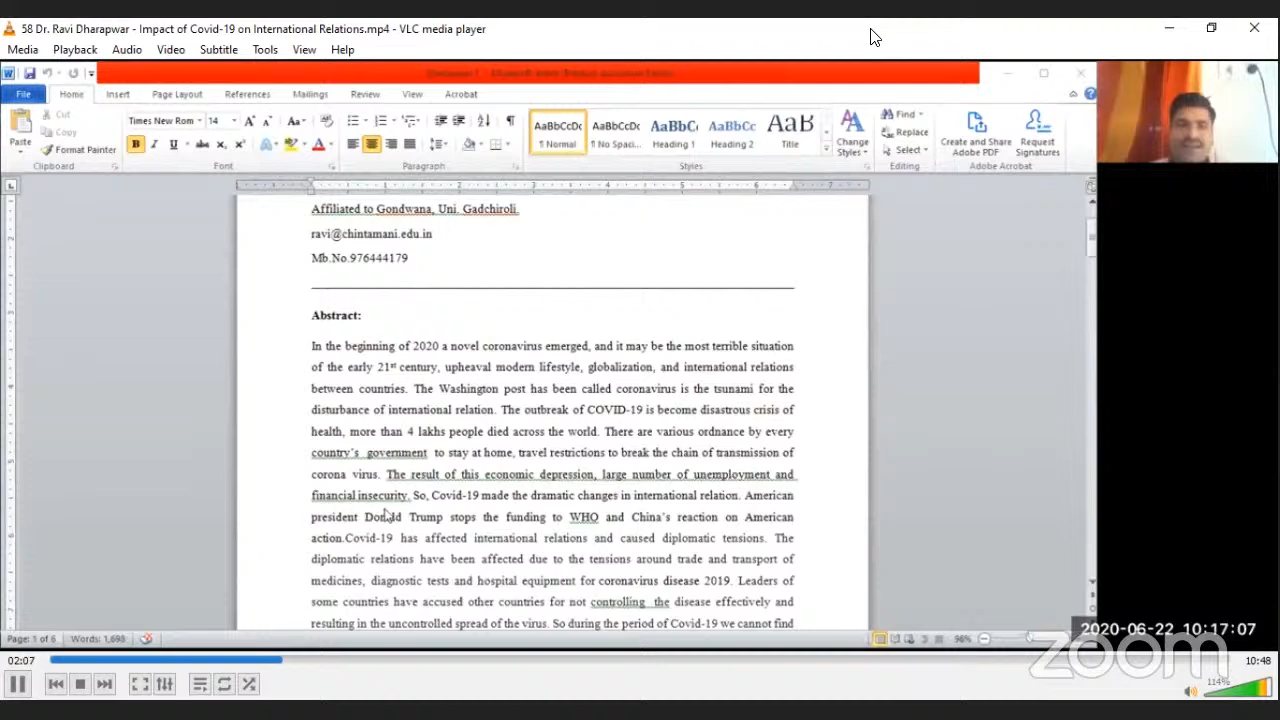 58 Dr. Ravi Dharapwar - Impact of Covid-19 on International Relations.mp4 - VLC media player
Media Playback Audio Video Subtitle Tools View Help
File Home Insert Page Layout References Mailings Review View Acrobat
Paste
Cut
Copy
Format Painter
Clipboard
Times New Rom 14
Font
Paragraph
AaBbCcDc AaBbCcDc AaBbC AaBbCc AaB
¶ Normal ¶ No Spaci... Heading 1 Heading 2 Title
Change Styles
Styles
Find
Replace
Select
Editing
Create and Share Adobe PDF
Request Signatures
Adobe Acrobat
Affiliated to Gondwana, Uni. Gadchiroli.
ravi@chintamani.edu.in
Mb.No.976444179
Abstract:
In the beginning of 2020 a novel coronavirus emerged, and it may be the most terrible situation
of the early 21st century, upheaval modern lifestyle, globalization, and international relations
between countries. The Washington post has been called coronavirus is the tsunami for the
disturbance of international relation. The outbreak of COVID-19 is become disastrous crisis of
health, more than 4 lakhs people died across the world. There are various ordnance by every
country's government to stay at home, travel restrictions to break the chain of transmission of
corona virus. The result of this economic depression, large number of unemployment and
financial insecurity. So, Covid-19 made the dramatic changes in international relation. American
president Donald Trump stops the funding to WHO and China's reaction on American
action.Covid-19 has affected international relations and caused diplomatic tensions. The
diplomatic relations have been affected due to the tensions around trade and transport of
medicines, diagnostic tests and hospital equipment for coronavirus disease 2019. Leaders of
some countries have accused other countries for not controlling the disease effectively and
resulting in the uncontrolled spread of the virus. So during the period of Covid-19 we cannot find
Page: 1 of 6 Words: 1,698
96%
2020-06-22 10:17:07
zoom
02:07
10:48
114%